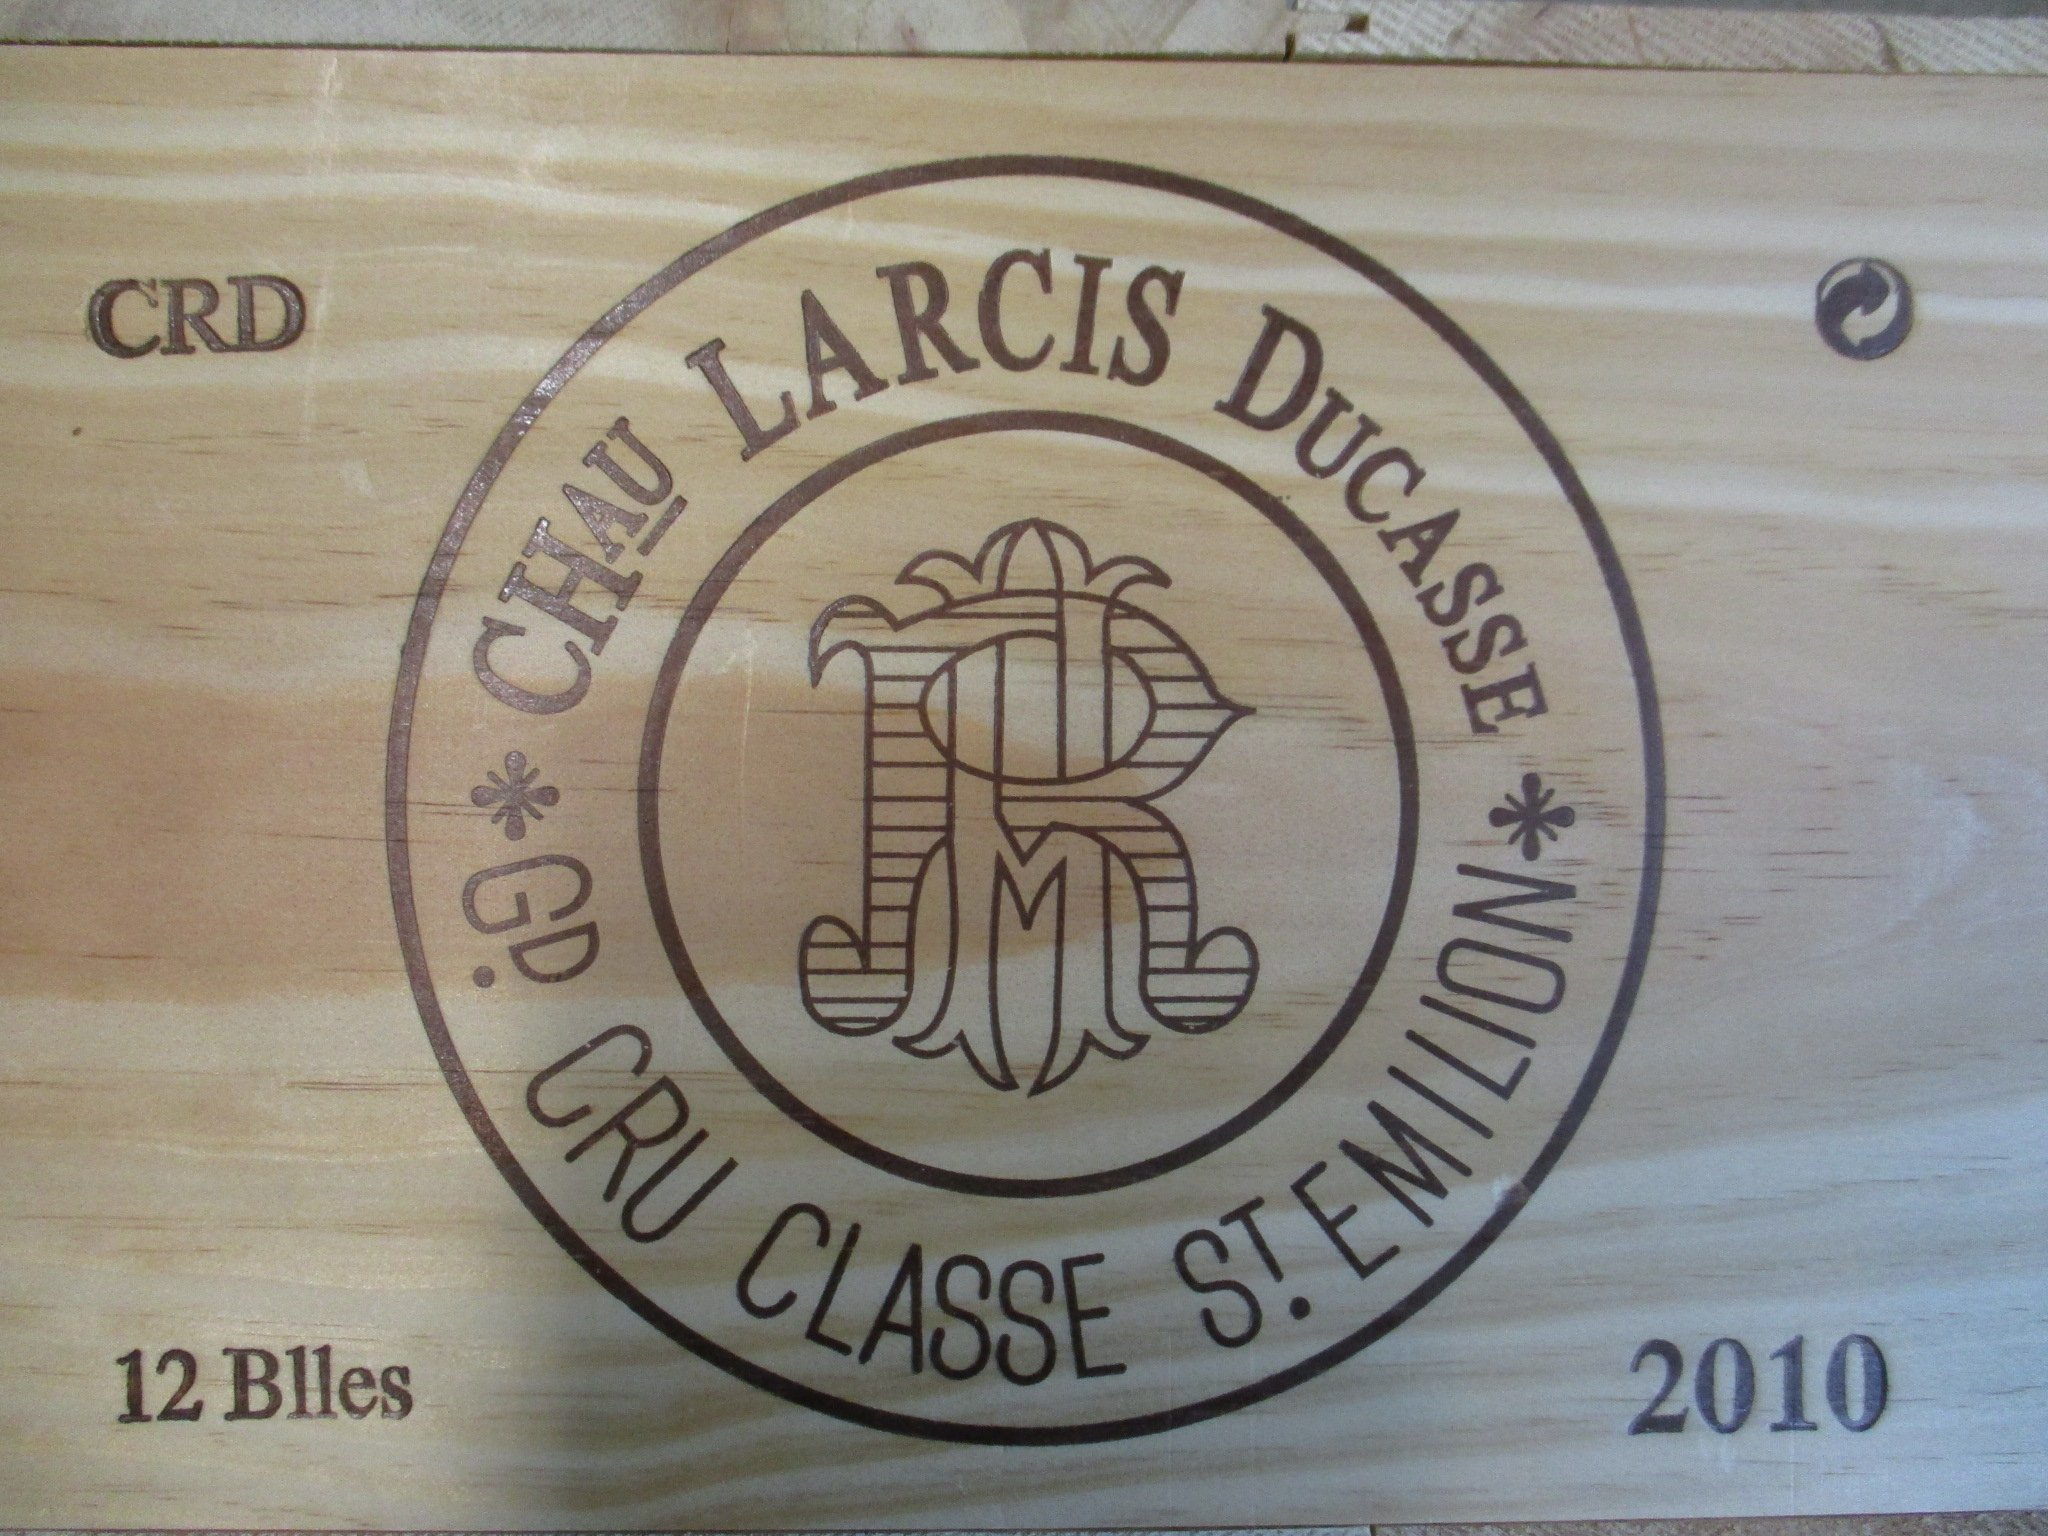 CRD
CHAU LARCIS DUCASSE
GD. CRU CLASSE ST. EMILION
12 Blles
2010